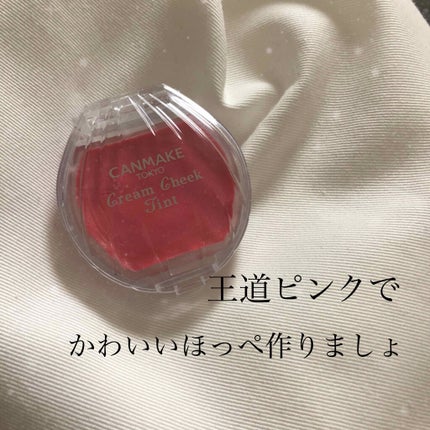 CANMAKE
TOKYO
Cream Cheek
Tint
王道ピンクで
かわいいほっぺ作りましょ